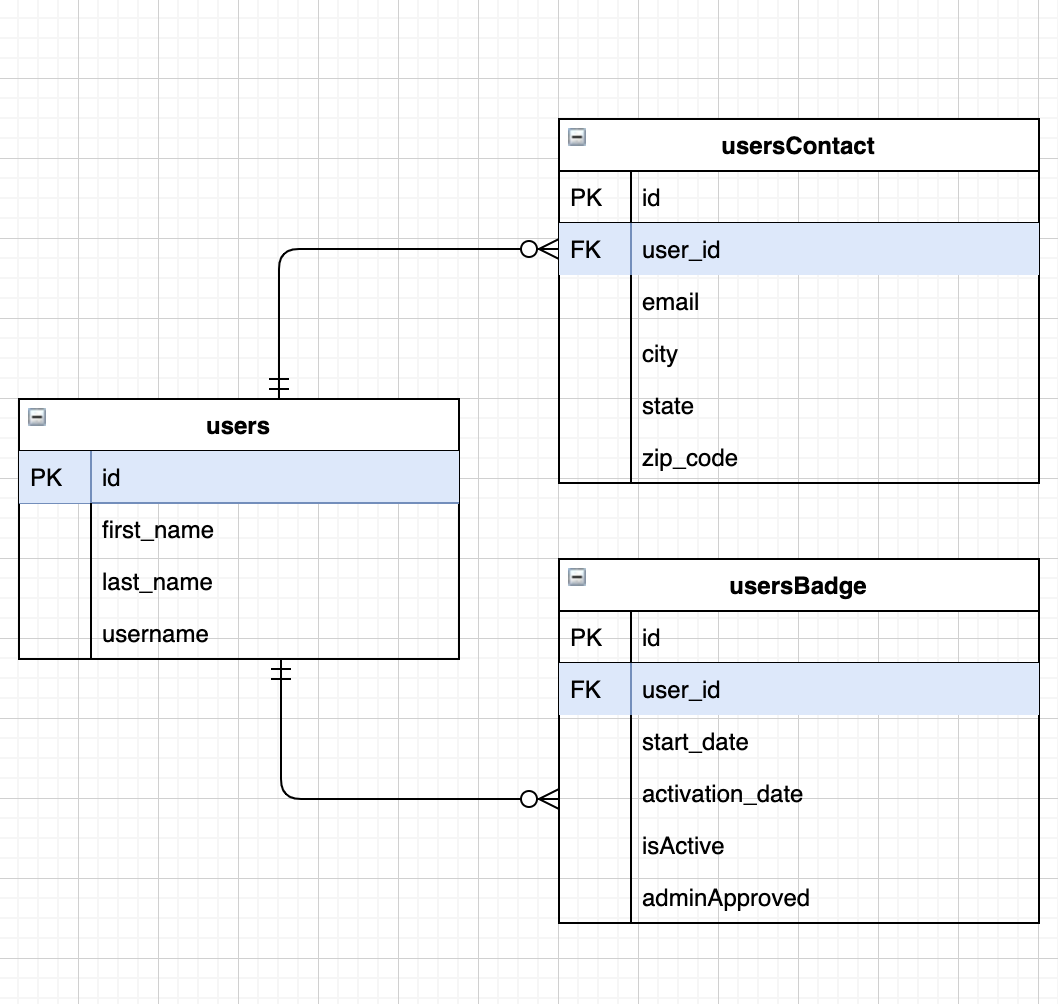 usersContact
PK id
FK user_id
email
city
state
zip_code
users
PK id
first_name
last_name
username
usersBadge
PK id
FK user_id
start_date
activation_date
isActive
adminApproved